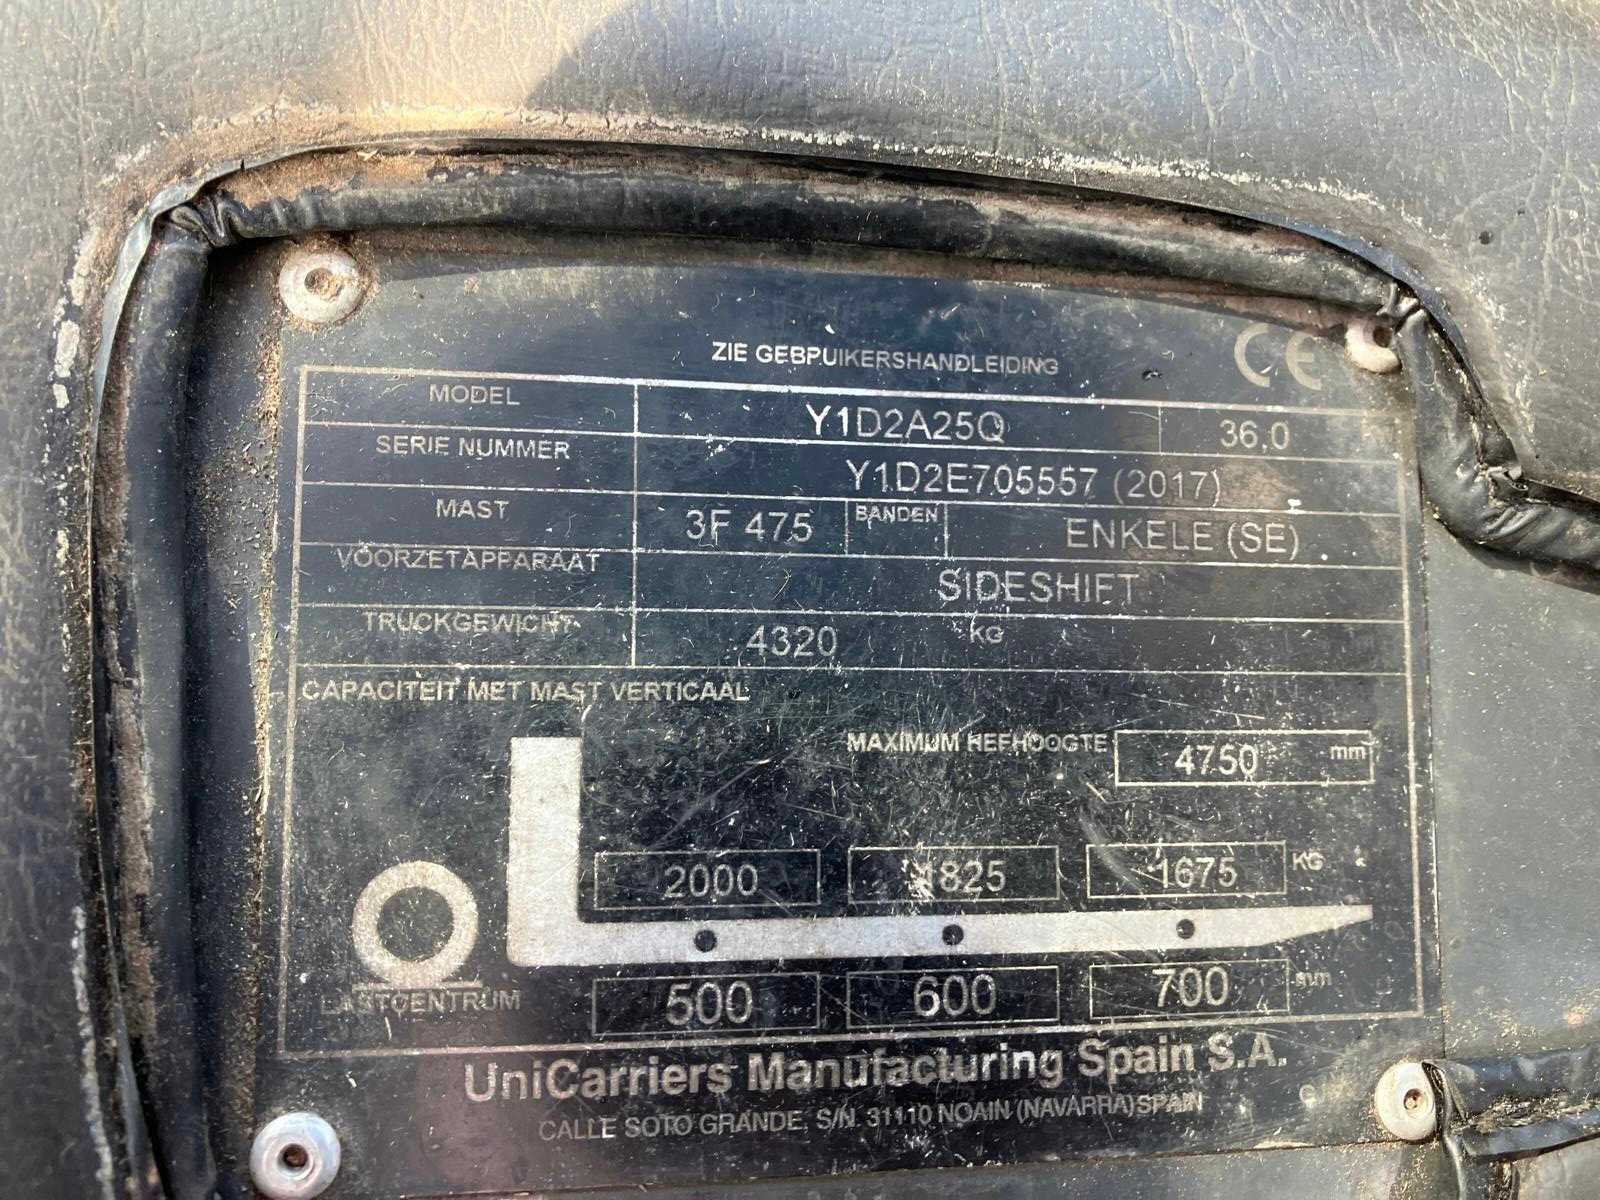 ZIE GEBPUIKERSHANDLEIDING CE
MODEL Y1D2A25Q 36,0
SERIE NUMMER Y1D2E705557 (2017)
MAST 3F 475 BANDEN ENKELE (SE)
VOORZETAPPARAAT SIDESHIFT
TRUCKGEWICHT 4320 KG
CAPACITEIT MET MAST VERTICAAL
MAXIMUM HEFHOOGTE 4750 mm
2000 1825 1675 KG
LASTCENTRUM 500 600 700 mm
UniCarriers Manufacturing Spain S.A.
CALLE SOTO GRANDE, S/N. 31110 NOAIN (NAVARRA) SPAIN